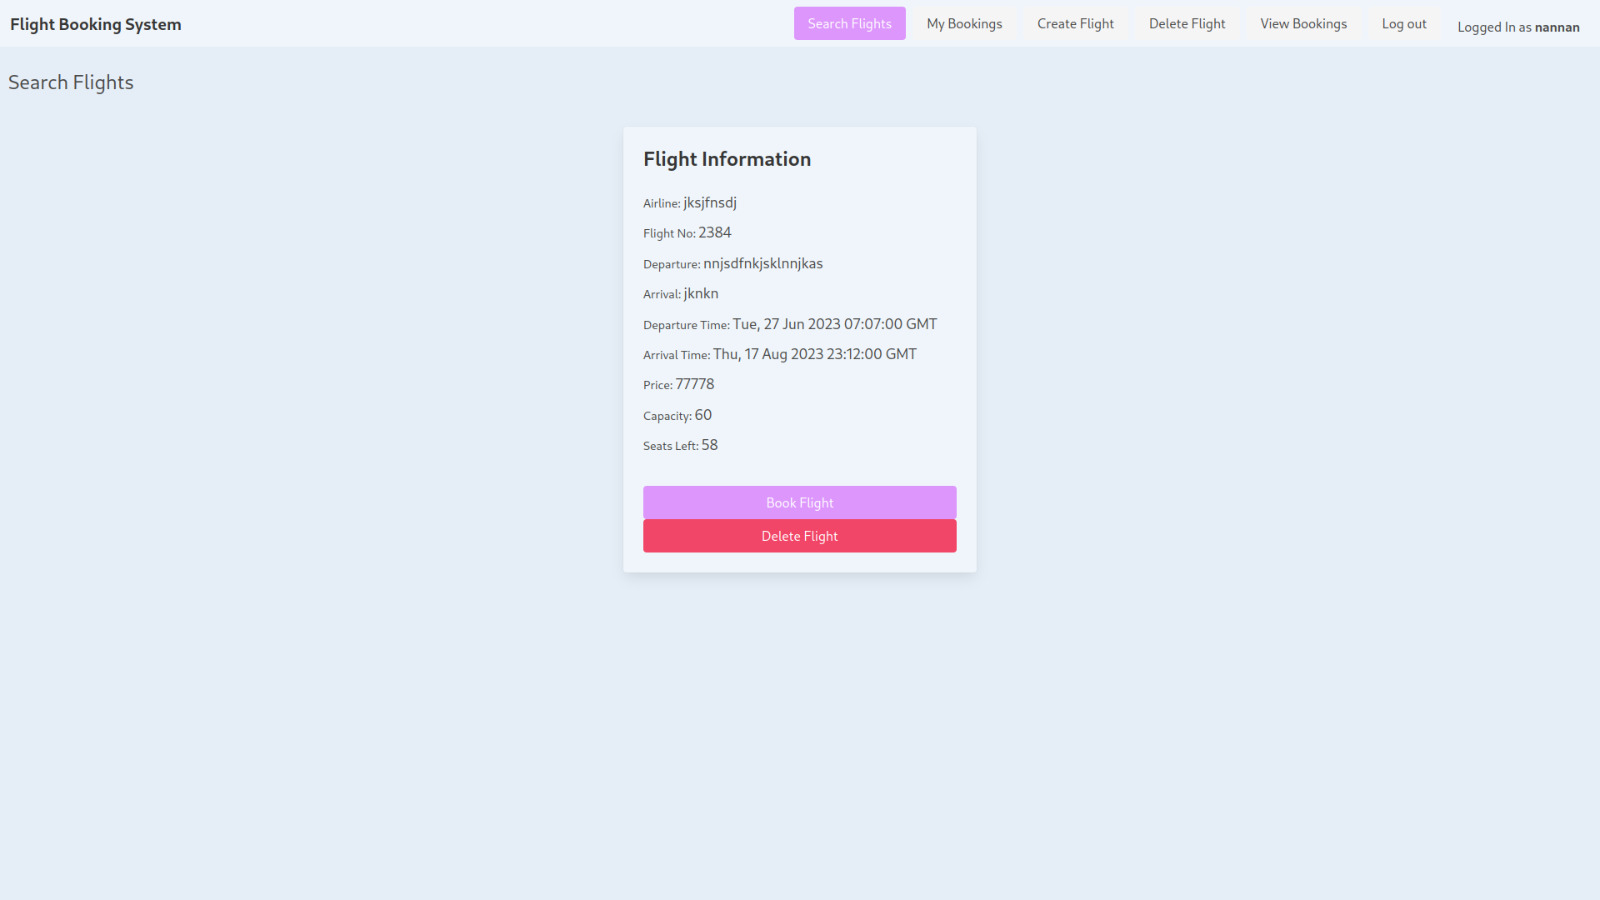 Flight Booking System
Search Flights
My Bookings
Create Flight
Delete Flight
View Bookings
Log out
Logged In as nannan
Search Flights
Flight Information
Airline: jksjfnsdj
Flight No: 2384
Departure: nnjsdfnkjsklnnjkas
Arrival: jknkn
Departure Time: Tue, 27 Jun 2023 07:07:00 GMT
Arrival Time: Thu, 17 Aug 2023 23:12:00 GMT
Price: 77778
Capacity: 60
Seats Left: 58
Book Flight
Delete Flight